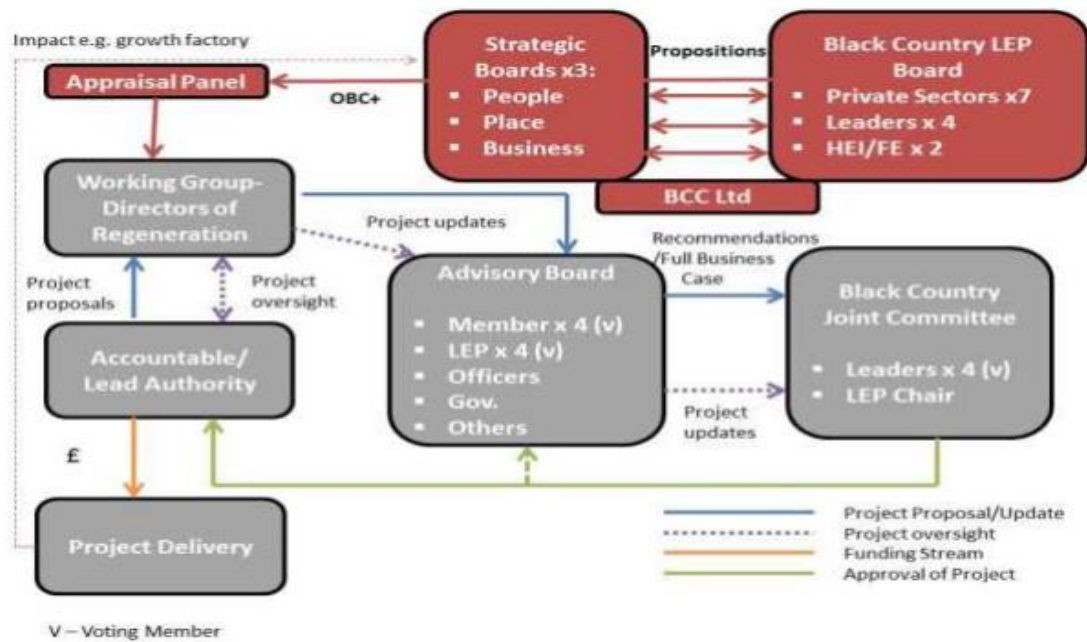 Impact e.g. growth factory
Appraisal Panel
OBC+
Strategic
Boards x3:
▪ People
▪ Place
▪ Business
Propositions
Black Country LEP
Board
▪ Private Sectors x7
▪ Leaders x 4
▪ HEI/FE x 2
BCC Ltd
Working Group-
Directors of
Regeneration
Project updates
Project
proposals
Project
oversight
Advisory Board
▪ Member x 4 (v)
▪ LEP x 4 (v)
▪ Officers
▪ Gov.
▪ Others
Recommendations
/Full Business
Case
Black Country
Joint Committee
▪ Leaders x 4 (v)
▪ LEP Chair
Accountable/
Lead Authority
Project
updates
£
Project Delivery
Project Proposal/Update
Project oversight
Funding Stream
Approval of Project
V – Voting Member